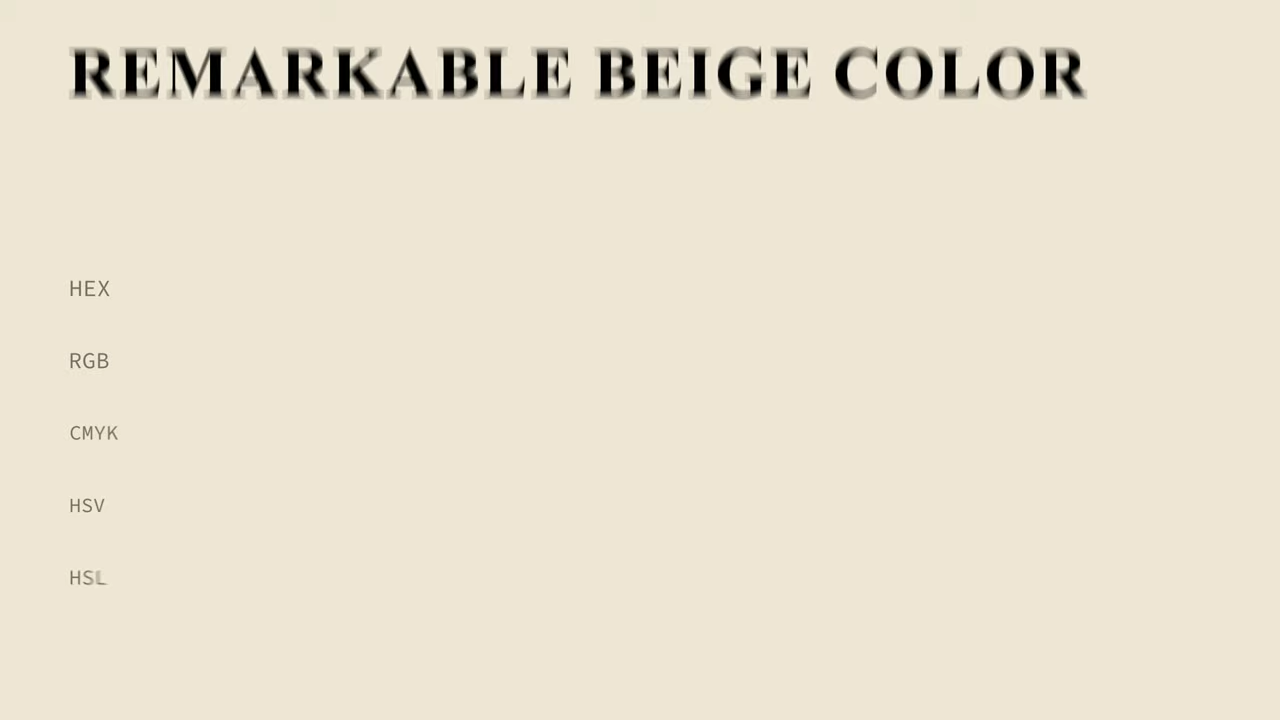 REMARKABLE BEIGE COLOR
HEX
RGB
CMYK
HSV
HSL